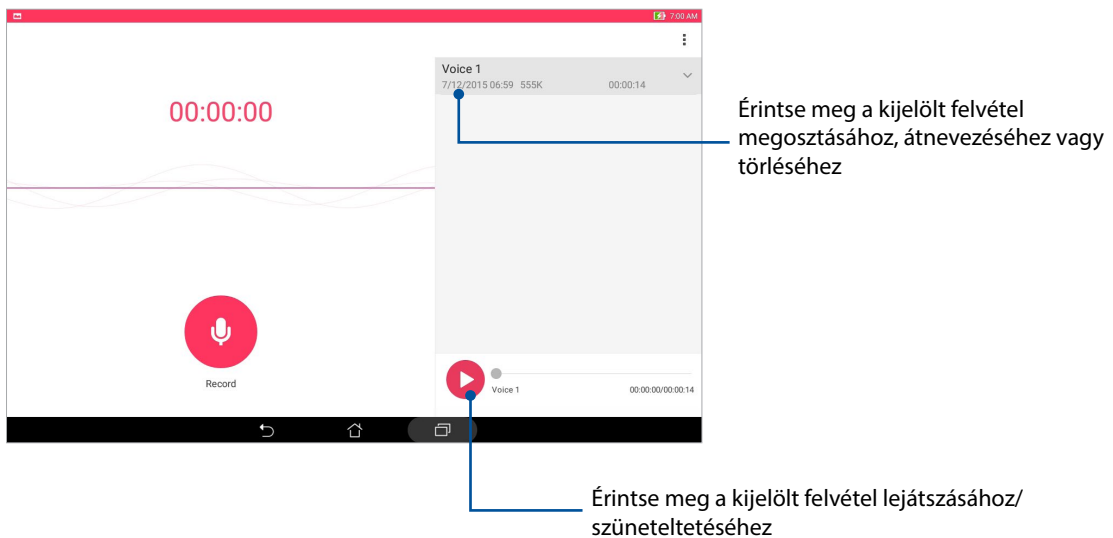 7:00 AM
Voice 1
7/12/2015 06:59 555K 00:00:14
00:00:00
Érintse meg a kijelölt felvétel
megosztásához, átnevezéséhez vagy
törléséhez
Record
Voice 1 00:00:00/00:00:14
Érintse meg a kijelölt felvétel lejátszásához/
szüneteltetéséhez